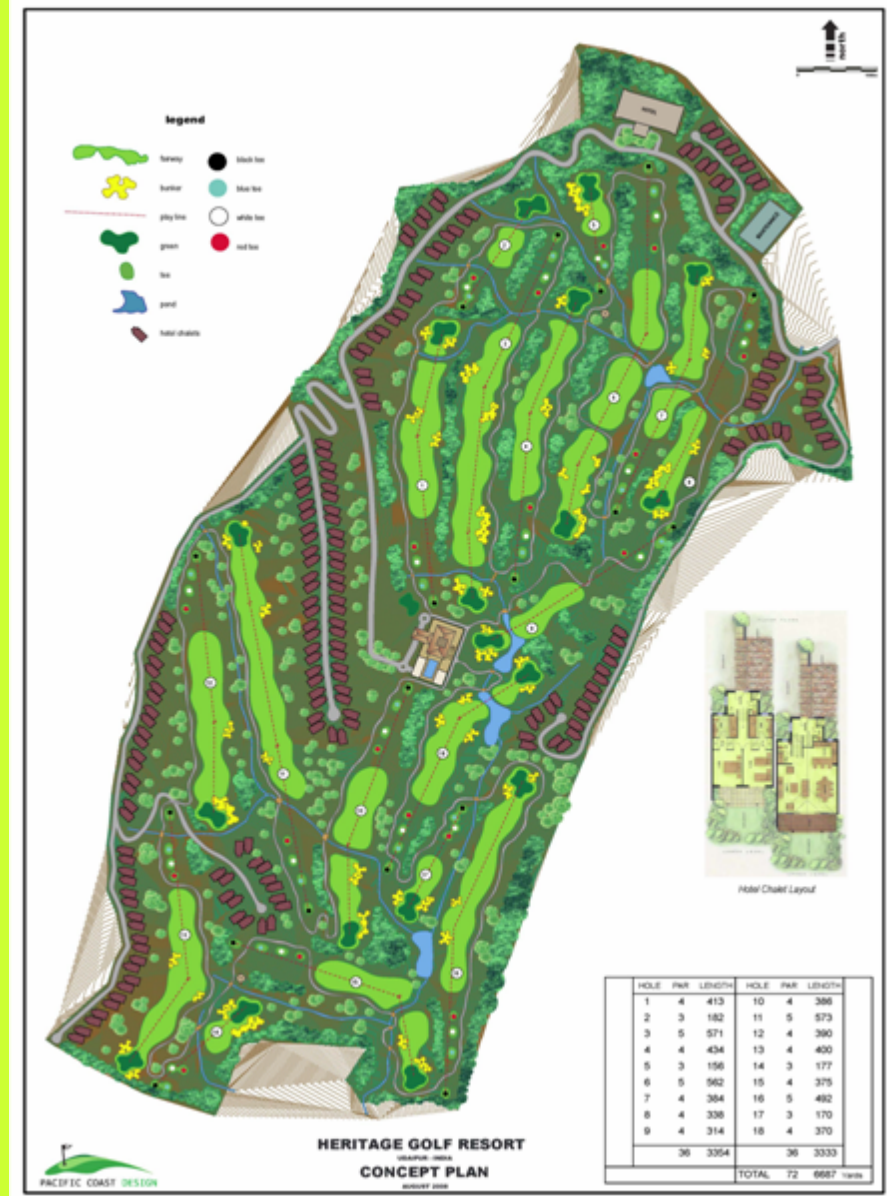 north
HOTEL
MAINTENANCE
legend
fairway
black tee
bunker
blue tee
play line
white tee
green
red tee
tee
pond
hotel chalets
Hotel Chalet Layout
HOLE PAR LENGTH HOLE PAR LENGTH
1 4 413 10 4 386
2 3 182 11 5 573
3 5 571 12 4 390
4 4 434 13 4 400
5 3 156 14 3 177
6 5 562 15 4 375
7 4 384 16 5 492
8 4 338 17 3 170
9 4 314 18 4 370
36 3354 36 3333
TOTAL 72 6687 Yards
HERITAGE GOLF RESORT
UDAIPUR - INDIA
CONCEPT PLAN
AUGUST 2008
PACIFIC COAST DESIGN